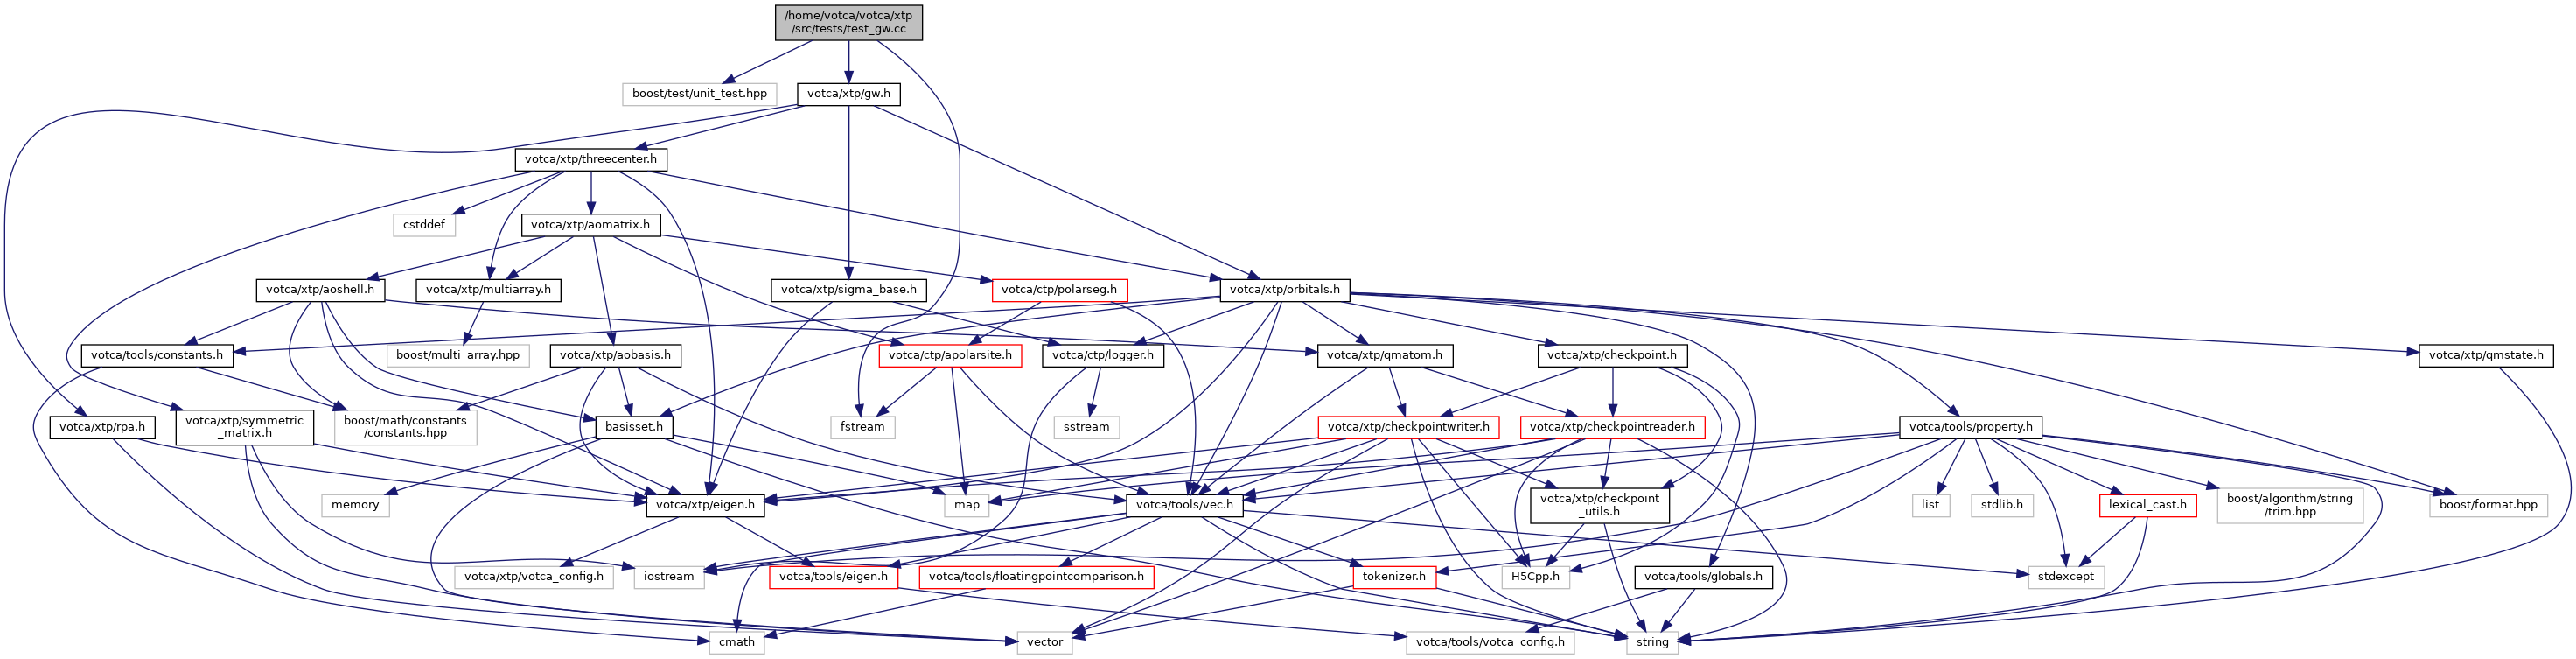 /home/votca/votca/xtp
/src/tests/test_gw.cc
boost/test/unit_test.hpp
votca/xtp/gw.h
votca/xtp/threecenter.h
cstddef
votca/xtp/aomatrix.h
votca/xtp/aoshell.h
votca/xtp/multiarray.h
votca/xtp/sigma_base.h
votca/ctp/polarseg.h
votca/xtp/orbitals.h
votca/tools/constants.h
boost/multi_array.hpp
votca/xtp/aobasis.h
votca/ctp/apolarsite.h
votca/ctp/logger.h
votca/xtp/qmatom.h
votca/xtp/checkpoint.h
votca/xtp/qmstate.h
votca/xtp/rpa.h
votca/xtp/symmetric
_matrix.h
boost/math/constants
/constants.hpp
basisset.h
fstream
sstream
votca/xtp/checkpointwriter.h
votca/xtp/checkpointreader.h
votca/tools/property.h
memory
votca/xtp/eigen.h
map
votca/tools/vec.h
votca/xtp/checkpoint
_utils.h
list
stdlib.h
lexical_cast.h
boost/algorithm/string
/trim.hpp
boost/format.hpp
votca/xtp/votca_config.h
iostream
votca/tools/eigen.h
votca/tools/floatingpointcomparison.h
tokenizer.h
H5Cpp.h
votca/tools/globals.h
stdexcept
cmath
vector
votca/tools/votca_config.h
string